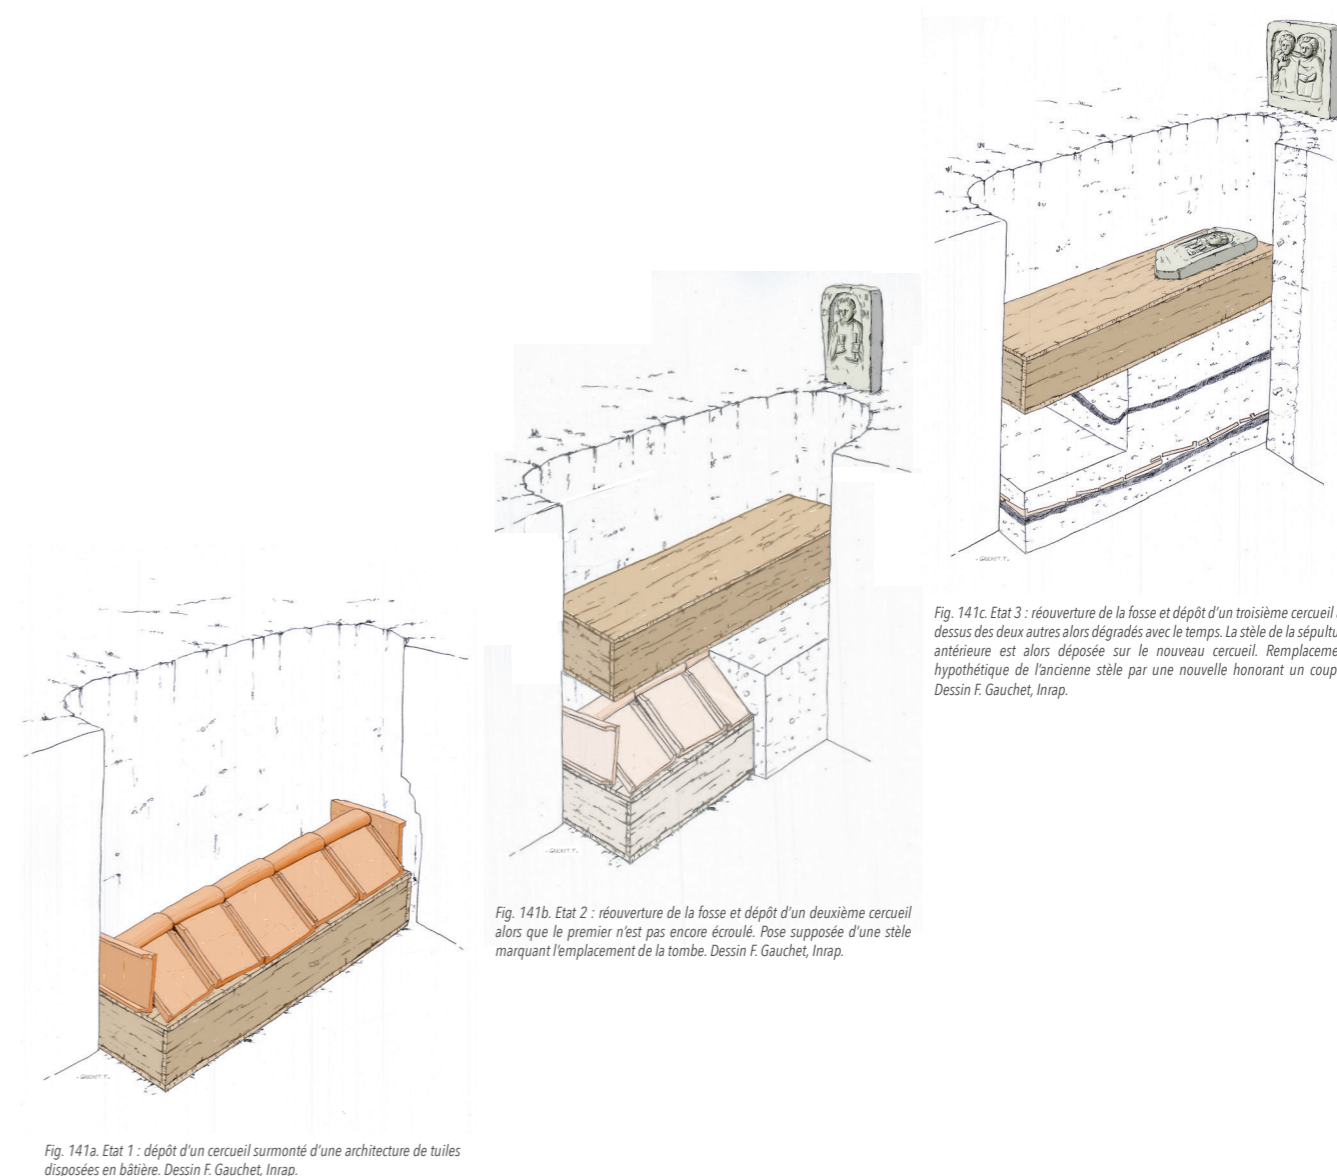 Fig. 141a. Etat 1 : dépôt d'un cercueil surmonté d'une architecture de tuiles
disposées en bâtière. Dessin F. Gauchet, Inrap.
Fig. 141b. Etat 2 : réouverture de la fosse et dépôt d'un deuxième cercueil
alors que le premier n'est pas encore écroulé. Pose supposée d'une stèle
marquant l'emplacement de la tombe. Dessin F. Gauchet, Inrap.
Fig. 141c. Etat 3 : réouverture de la fosse et dépôt d'un troisième cercueil
dessus des deux autres alors dégradés avec le temps. La stèle de la
antérieure est alors déposée sur le nouveau cercueil.
hypothétique de l'ancienne stèle par une nouvelle honorant un
Dessin F. Gauchet, Inrap.